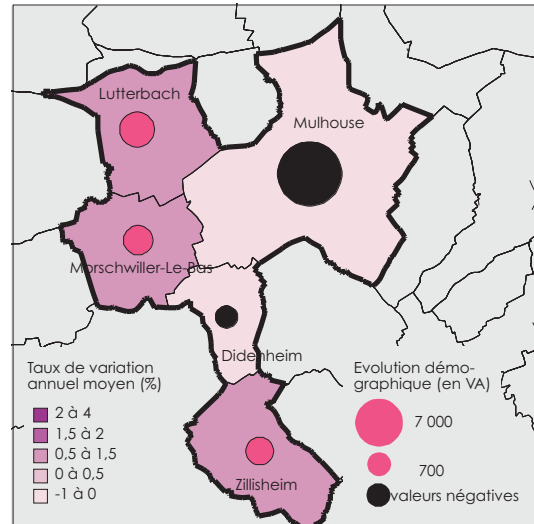 Lutterbach
Mulhouse
Morschwiller-Le-Bas
Didenheim
Zillisheim
Taux de variation
annuel moyen (%)
2 à 4
1,5 à 2
0,5 à 1,5
0 à 0,5
-1 à 0
Evolution démo-
graphique (en VA)
7 000
700
valeurs négatives